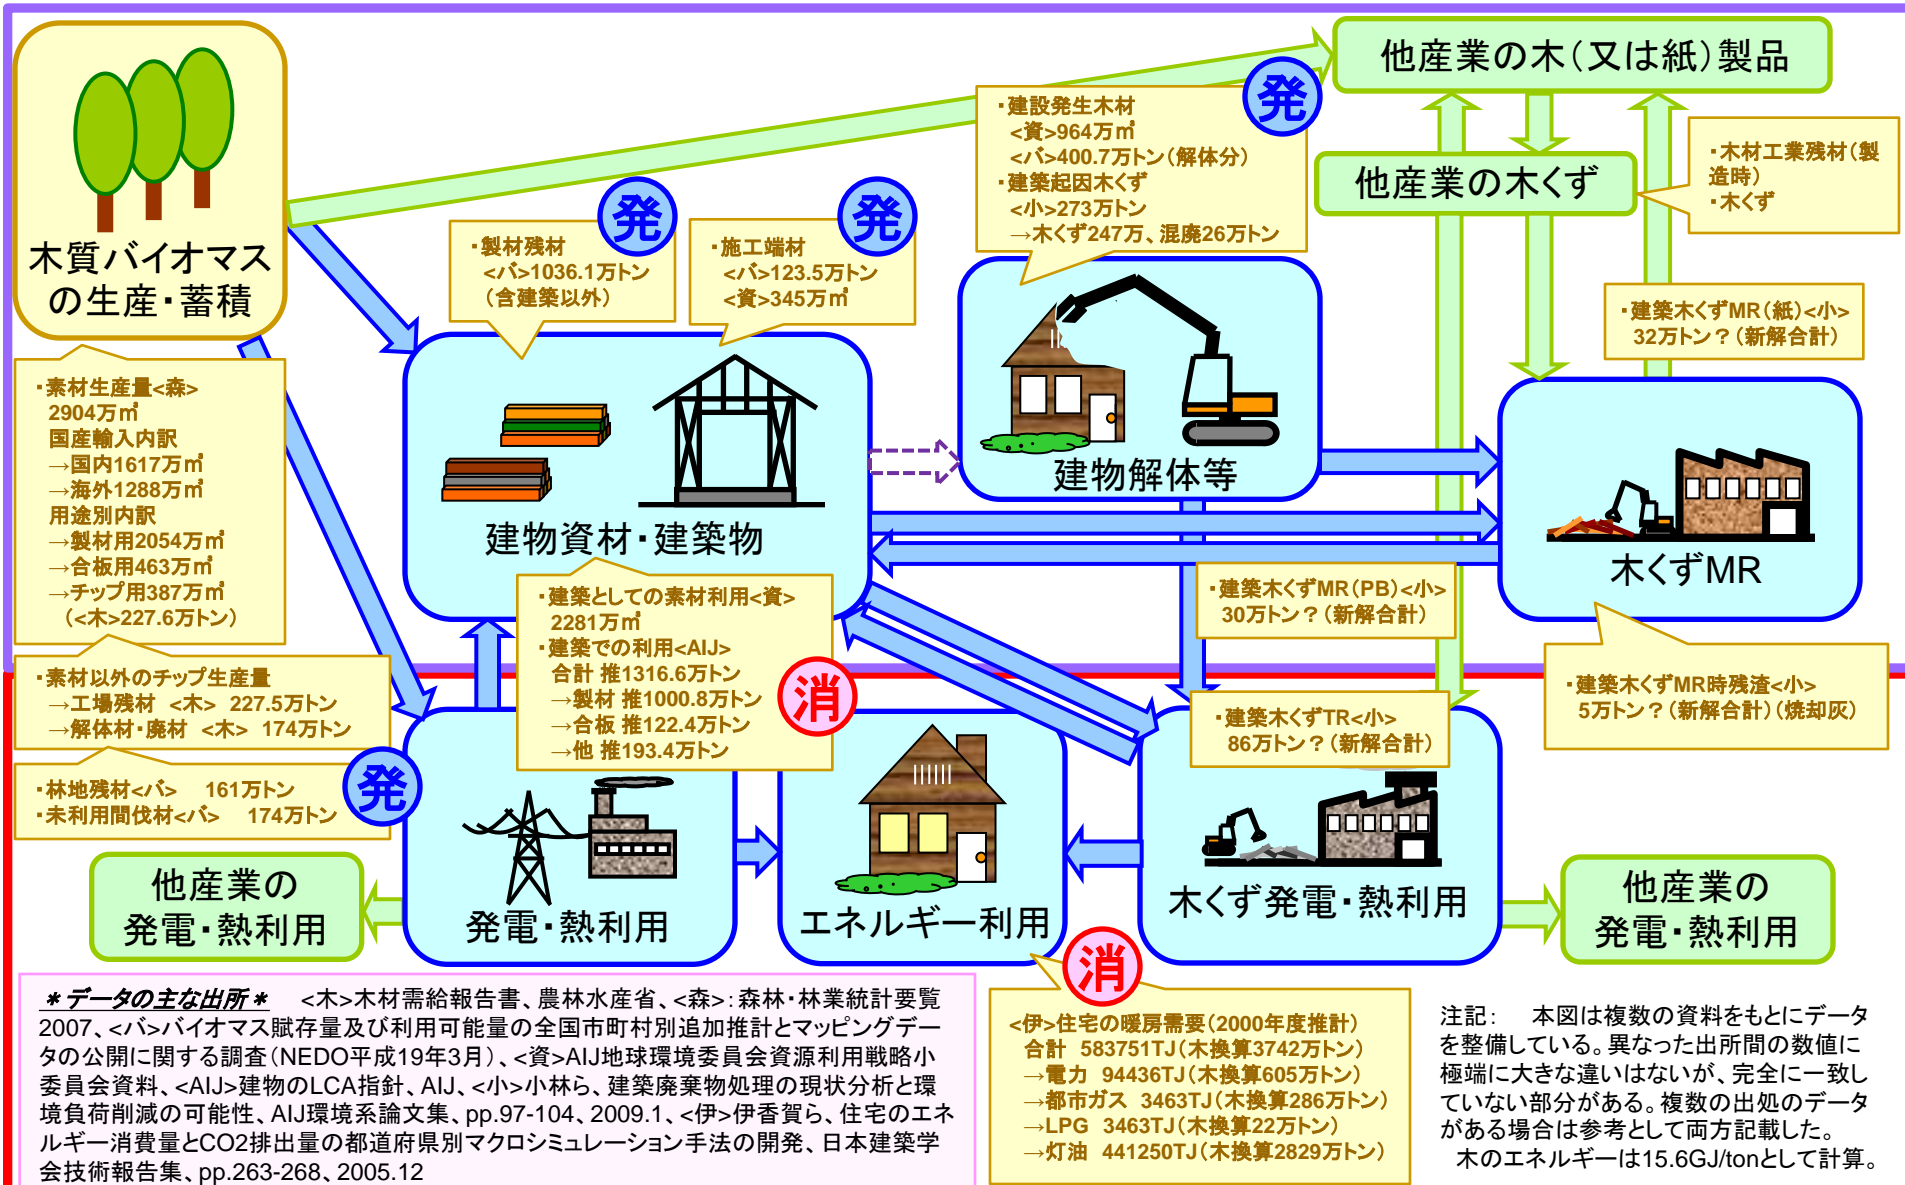 他産業の木（又は紙）製品
発
・建設発生木材
<資>964万㎥
<バ>400.7万トン（解体分）
・建築起因木くず
<小>273万トン
→木くず247万、混廃26万トン
他産業の木くず
・木材工業残材（製
造時）
・木くず
木質バイオマス
の生産・蓄積
発
・製材残材
<バ>1036.1万トン
（含建築以外）
発
・施工端材
<バ>123.5万トン
<資>345万㎥
・建築木くずMR（紙）<小>
32万トン？（新解合計）
・素材生産量<森>
2904万㎥
国産輸入内訳
→国内1617万㎥
→海外1288万㎥
用途別内訳
→製材用2054万㎥
→合板用463万㎥
→チップ用387万㎥
（<木>227.6万トン）
建物資材・建築物
建物解体等
木くずMR
・建築としての素材利用<資>
2281万㎥
・建築での利用<AIJ>
合計 推1316.6万トン
→製材 推1000.8万トン
→合板 推122.4万トン
→他 推193.4万トン
消
・建築木くずMR（PB）<小>
30万トン？（新解合計）
・建築木くずMR時残渣<小>
5万トン？（新解合計）（焼却灰）
・素材以外のチップ生産量
→工場残材 <木> 227.5万トン
→解体材・廃材 <木> 174万トン
・建築木くずTR<小>
86万トン？（新解合計）
・林地残材<バ> 161万トン
・未利用間伐材<バ> 174万トン
発
他産業の
発電・熱利用
発電・熱利用
エネルギー利用
木くず発電・熱利用
他産業の
発電・熱利用
消
＊データの主な出所＊ <木>木材需給報告書、農林水産省、<森>：森林・林業統計要覧
2007、<バ>バイオマス賦存量及び利用可能量の全国市町村別追加推計とマッピングデー
タの公開に関する調査（NEDO平成19年3月）、<資>AIJ地球環境委員会資源利用戦略小
委員会資料、<AIJ>建物のLCA指針、AIJ、<小>小林ら、建築廃棄物処理の現状分析と環
境負荷削減の可能性、AIJ環境系論文集、pp.97-104、2009.1、<伊>伊香賀ら、住宅のエネ
ルギー消費量とCO2排出量の都道府県別マクロシミュレーション手法の開発、日本建築学
会技術報告集、pp.263-268、2005.12
<伊>住宅の暖房需要（2000年度推計）
合計 583751TJ（木換算3742万トン）
→電力 94436TJ（木換算605万トン）
→都市ガス 3463TJ（木換算286万トン）
→LPG 3463TJ（木換算22万トン）
→灯油 441250TJ（木換算2829万トン）
注記： 本図は複数の資料をもとにデータ
を整備している。異なった出所間の数値に
極端に大きな違いはないが、完全に一致し
ていない部分がある。複数の出処のデータ
がある場合は参考として両方記載した。
木のエネルギーは15.6GJ/tonとして計算。